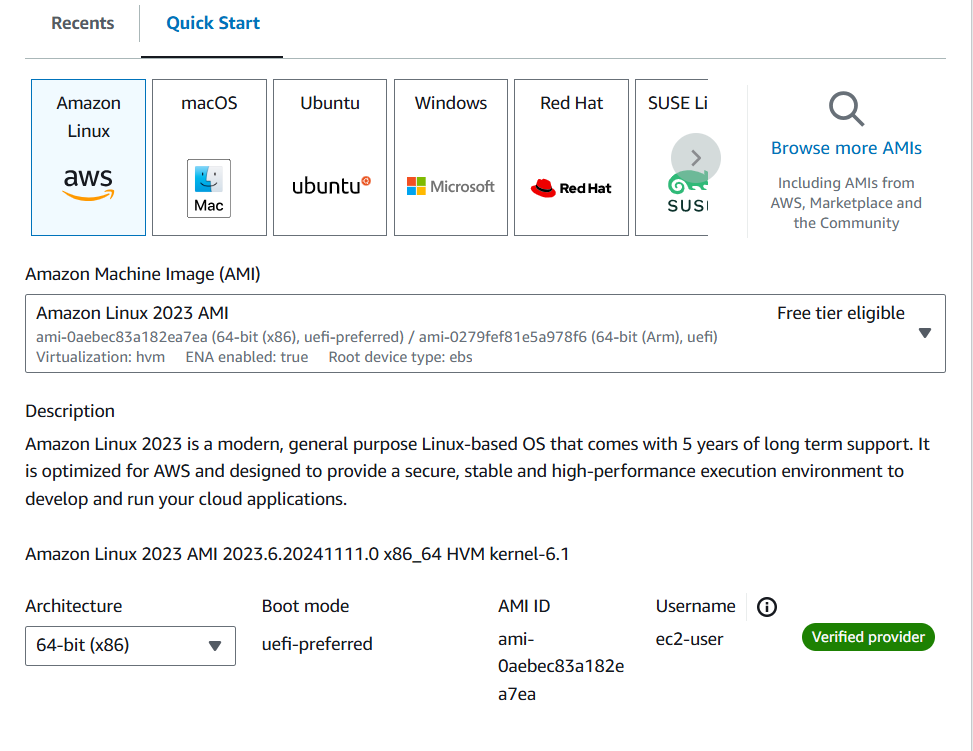 Recents
Quick Start
Amazon
Linux
aws
macOS
Mac
Ubuntu
ubuntu
Windows
Microsoft
Red Hat
Red Hat
SUSE Li
SUS
Browse more AMIs
Including AMIs from
AWS, Marketplace and
the Community
Amazon Machine Image (AMI)
Amazon Linux 2023 AMI
Free tier eligible
ami-0aebec83a182ea7ea (64-bit (x86), uefi-preferred) / ami-0279fef81e5a978f6 (64-bit (Arm), uefi)
Virtualization: hvm ENA enabled: true Root device type: ebs
Description
Amazon Linux 2023 is a modern, general purpose Linux-based OS that comes with 5 years of long term support. It
is optimized for AWS and designed to provide a secure, stable and high-performance execution environment to
develop and run your cloud applications.
Amazon Linux 2023 AMI 2023.6.20241111.0 x86_64 HVM kernel-6.1
Architecture
64-bit (x86)
Boot mode
uefi-preferred
AMI ID
ami-
0aebec83a182e
a7ea
Username
ec2-user
Verified provider